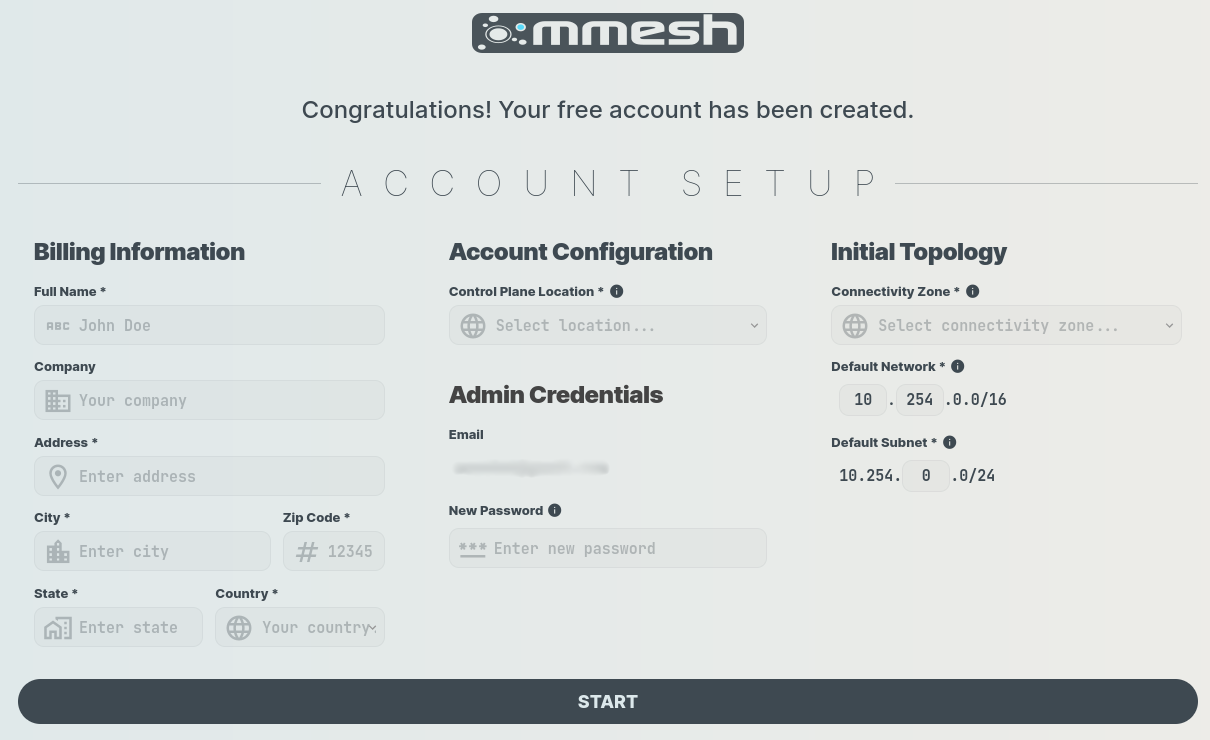 mmesh
Congratulations! Your free account has been created.
ACCOUNT SETUP
Billing Information
Full Name *
ABC John Doe
Company
Your company
Address *
Enter address
City *
Enter city
Zip Code *
# 12345
State *
Enter state
Country *
Your country
Account Configuration
Control Plane Location * i
Select location...
Admin Credentials
Email
New Password i
*** Enter new password
Initial Topology
Connectivity Zone * i
Select connectivity zone...
Default Network * i
10 . 254 .0.0/16
Default Subnet * i
10.254. 0 .0/24
START